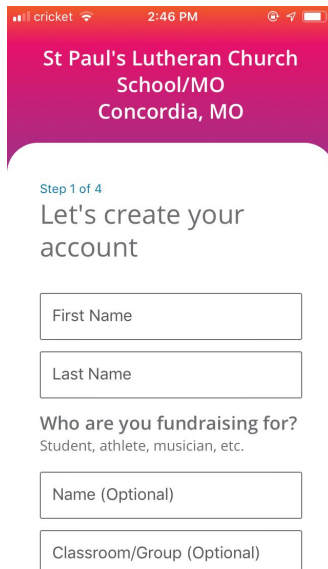 cricket 2:46 PM
St Paul's Lutheran Church
School/MO
Concordia, MO
Step 1 of 4
Let's create your
account
First Name
Last Name
Who are you fundraising for?
Student, athlete, musician, etc.
Name (Optional)
Classroom/Group (Optional)